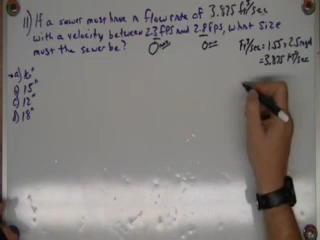 11) If a sewer must have a flow rate of 3.875 ft³/sec
with a velocity between 2.3 fps and 2.8 fps, what size
must the sewer be?
Ft³/sec = 1.55 × 2.5 mgd
= 3.875 ft³/sec
B) 15"
C) 12"
D) 18"